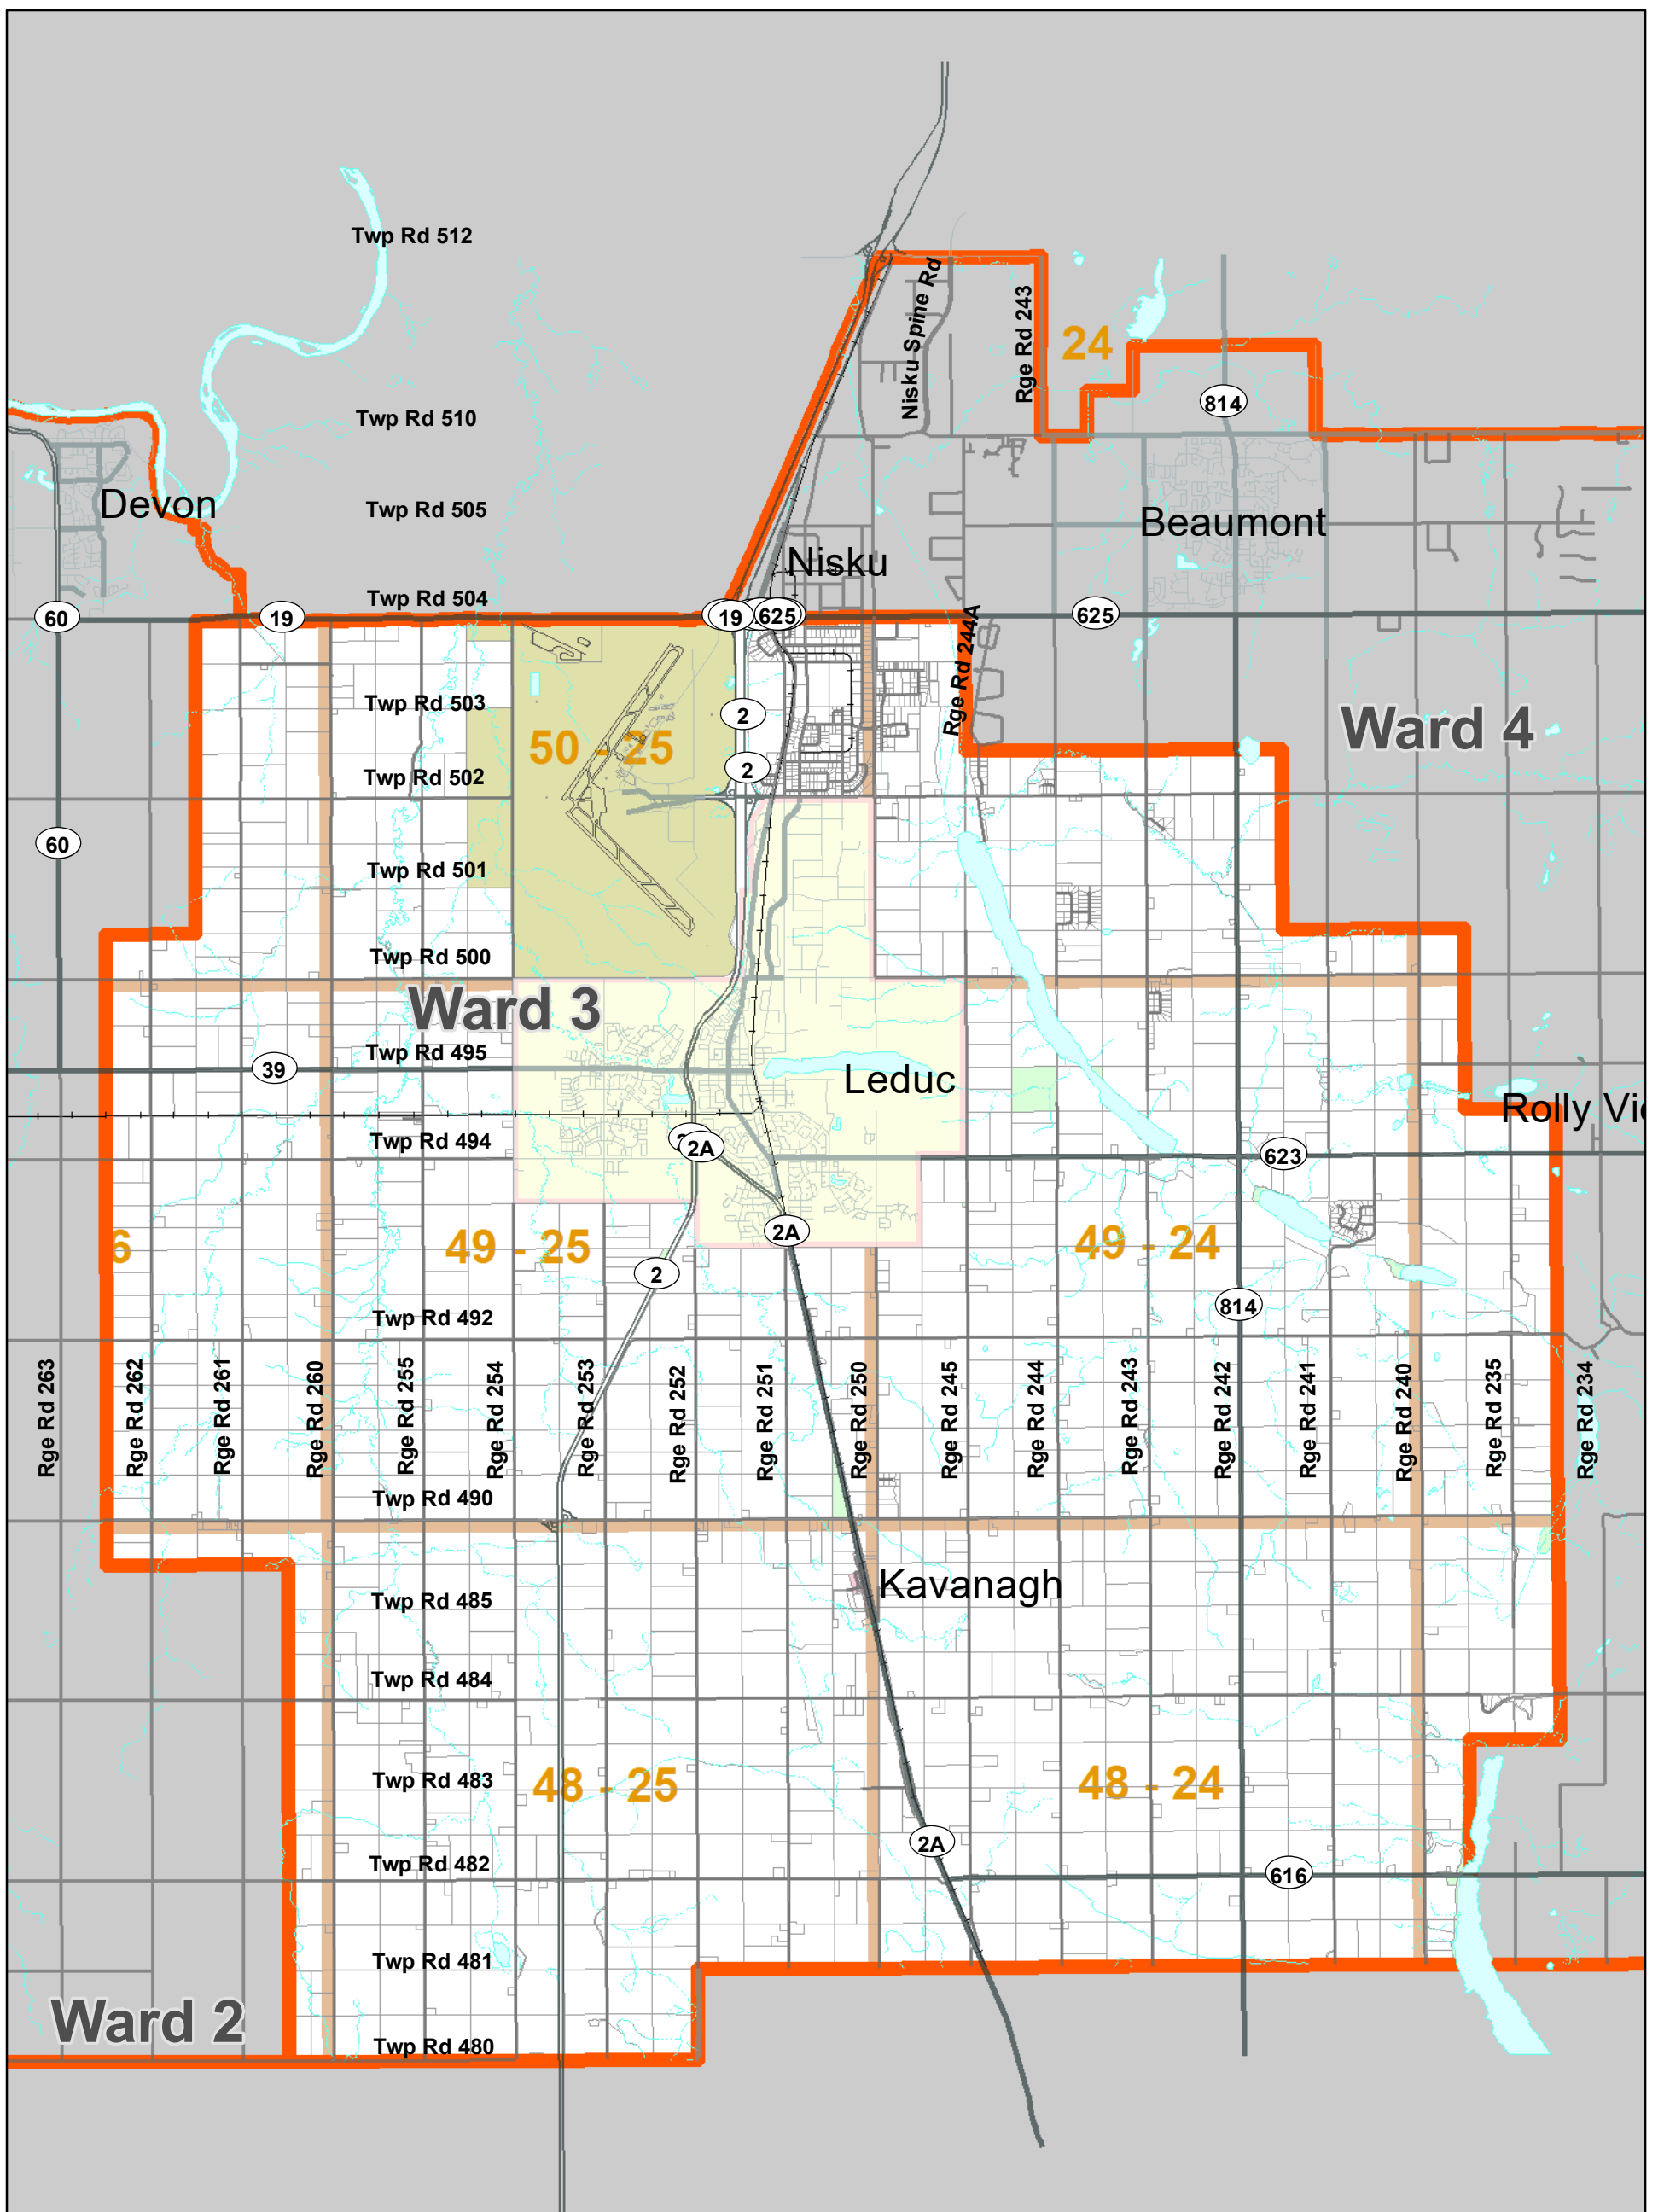 Twp Rd 512
Nisku Spine Rd
Rge Rd 243
24
814
Twp Rd 510
Devon
Twp Rd 505
Beaumont
Nisku
Twp Rd 504
60
19
19
625
625
Rge Rd 244A
Twp Rd 503
2
Ward 4
50 - 25
Twp Rd 502
2
60
Twp Rd 501
Twp Rd 500
Ward 3
Twp Rd 495
39
Leduc
Rolly Vie
Twp Rd 494
2A
623
2A
6
49 - 25
49 - 24
2
814
Twp Rd 492
Rge Rd 263
Rge Rd 262
Rge Rd 261
Rge Rd 260
Rge Rd 255
Rge Rd 254
Rge Rd 253
Rge Rd 252
Rge Rd 251
Rge Rd 250
Rge Rd 245
Rge Rd 244
Rge Rd 243
Rge Rd 242
Rge Rd 241
Rge Rd 240
Rge Rd 235
Rge Rd 234
Twp Rd 490
Kavanagh
Twp Rd 485
Twp Rd 484
Twp Rd 483
48 - 25
48 - 24
2A
Twp Rd 482
616
Twp Rd 481
Ward 2
Twp Rd 480